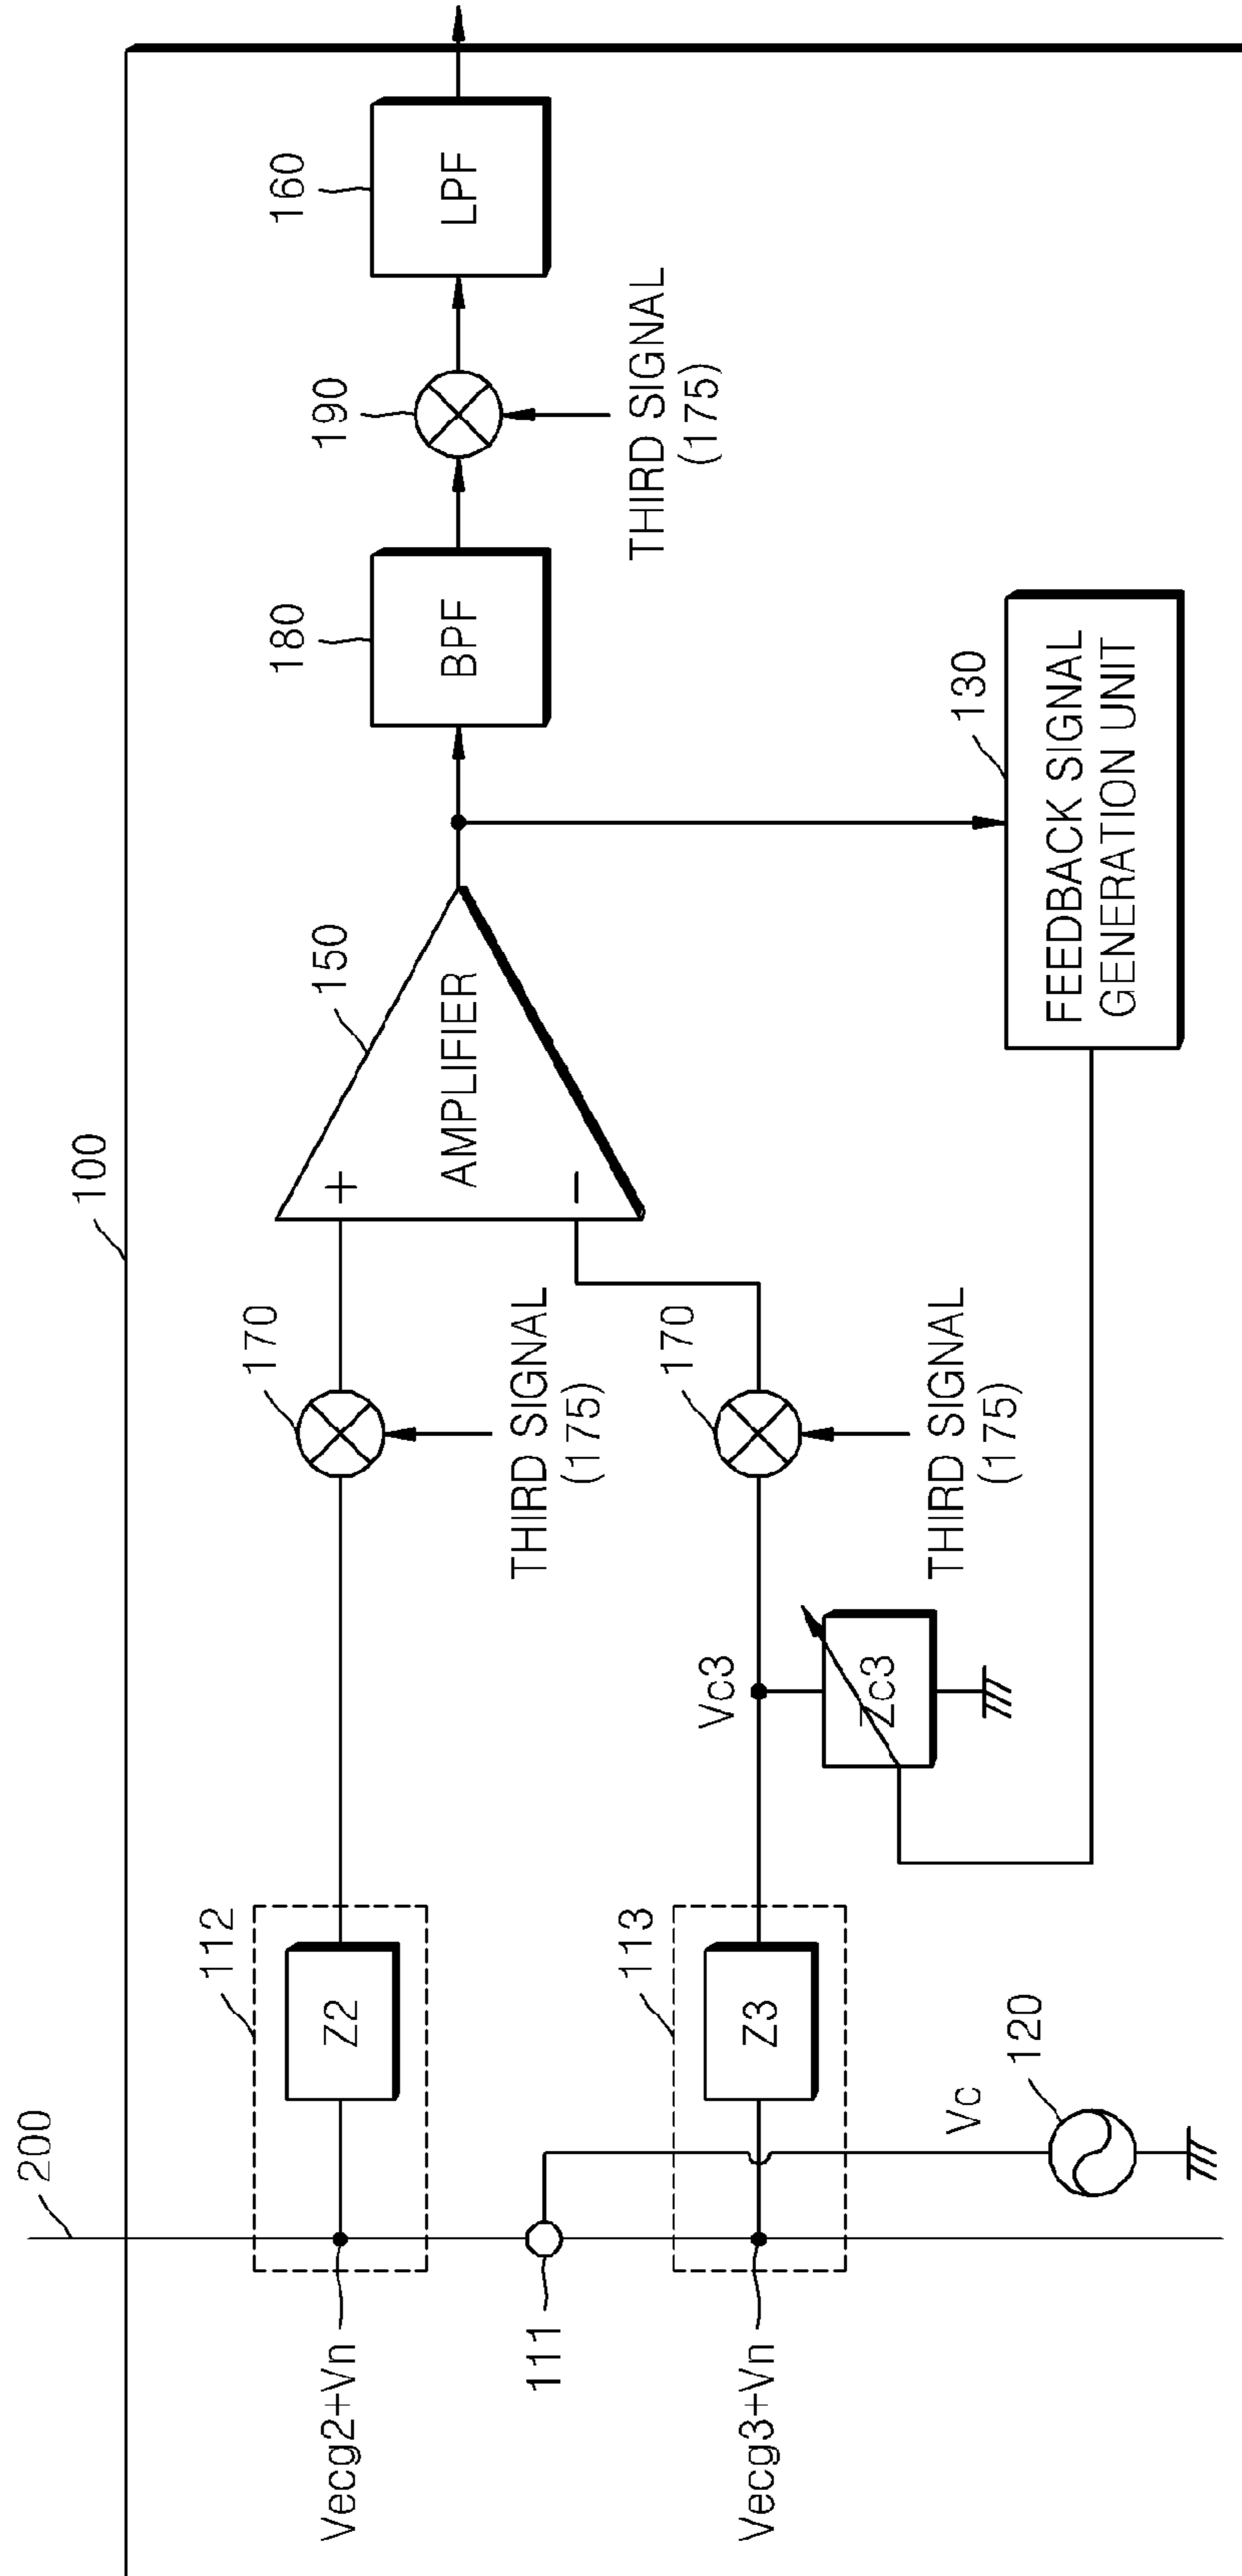 100
200
112
Z2
Vecg2+Vn
170
THIRD SIGNAL
(175)
150
+
−
AMPLIFIER
180
BPF
190
THIRD SIGNAL
(175)
160
LPF
111
113
Z3
Vecg3+Vn
Vc3
Zc3
170
THIRD SIGNAL
(175)
130
FEEDBACK SIGNAL
GENERATION UNIT
Vc
120